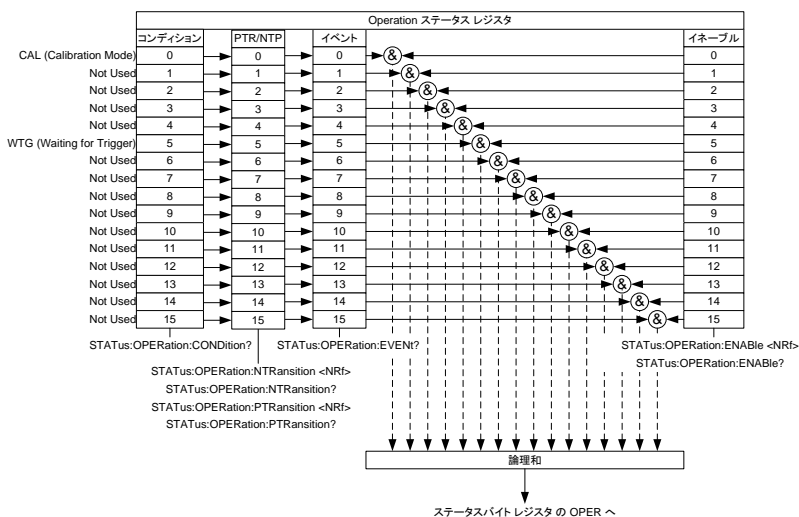 Operation ステータス レジスタ
コンディション PTR/NTP イベント イネーブル
CAL (Calibration Mode) 0 0 0 & 0
Not Used 1 1 1 & 1
Not Used 2 2 2 & 2
Not Used 3 3 3 & 3
Not Used 4 4 4 & 4
WTG (Waiting for Trigger) 5 5 5 & 5
Not Used 6 6 6 & 6
Not Used 7 7 7 & 7
Not Used 8 8 8 & 8
Not Used 9 9 9 & 9
Not Used 10 10 10 & 10
Not Used 11 11 11 & 11
Not Used 12 12 12 & 12
Not Used 13 13 13 & 13
Not Used 14 14 14 & 14
Not Used 15 15 15 & 15
STATus:OPERation:CONDition? STATus:OPERation:EVENt? STATus:OPERation:ENABle <NRf>
STATus:OPERation:ENABle?
STATus:OPERation:NTRansition <NRf>
STATus:OPERation:NTRansition?
STATus:OPERation:PTRansition <NRf>
STATus:OPERation:PTRansition?
論理和
ステータスバイト レジスタ の OPER へ